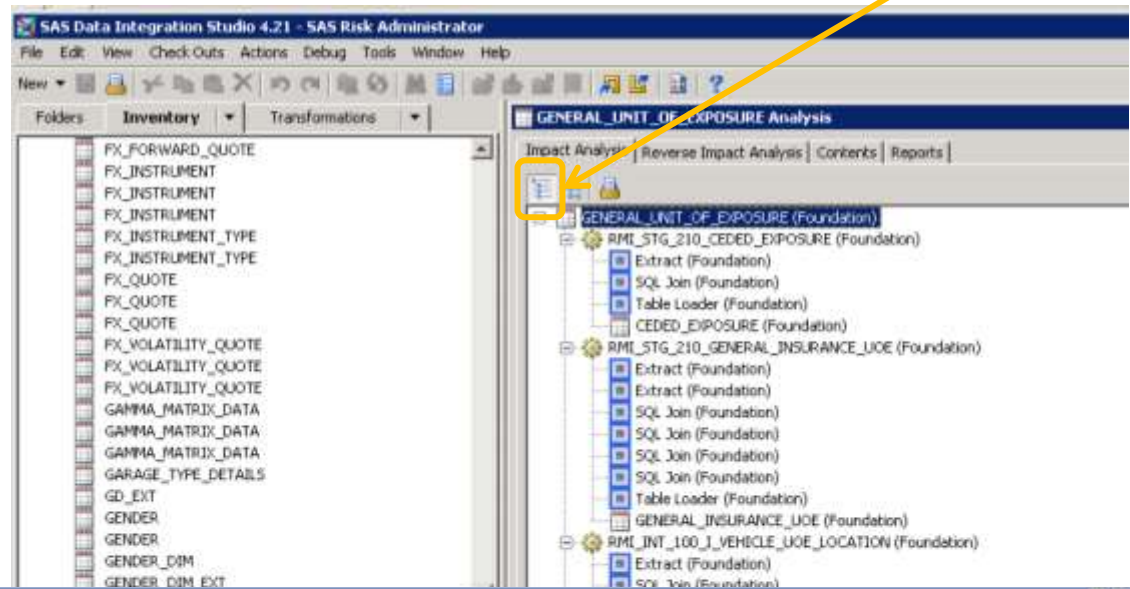 SAS Data Integration Studio 4.21 - SAS Risk Administrator
File Edit View Check Outs Actions Debug Tools Window Help
New
Folders Inventory Transformations
FX_FORWARD_QUOTE
FX_INSTRUMENT
FX_INSTRUMENT
FX_INSTRUMENT
FX_INSTRUMENT_TYPE
FX_INSTRUMENT_TYPE
FX_QUOTE
FX_QUOTE
FX_QUOTE
FX_VOLATILITY_QUOTE
FX_VOLATILITY_QUOTE
FX_VOLATILITY_QUOTE
GAMMA_MATRIX_DATA
GAMMA_MATRIX_DATA
GAMMA_MATRIX_DATA
GARAGE_TYPE_DETAILS
GD_EXT
GENDER
GENDER
GENDER_DIM
GENDER_DIM_EXT
GENERAL_UNIT_OF_EXPOSURE Analysis
Impact Analysis Reverse Impact Analysis Contents Reports
GENERAL_UNIT_OF_EXPOSURE (Foundation)
RMI_STG_210_CEDED_EXPOSURE (Foundation)
Extract (Foundation)
SQL Join (Foundation)
Table Loader (Foundation)
CEDED_EXPOSURE (Foundation)
RMI_STG_210_GENERAL_INSURANCE_UOE (Foundation)
Extract (Foundation)
Extract (Foundation)
SQL Join (Foundation)
SQL Join (Foundation)
SQL Join (Foundation)
SQL Join (Foundation)
Table Loader (Foundation)
GENERAL_INSURANCE_UOE (Foundation)
RMI_INT_100_I_VEHICLE_UOE_LOCATION (Foundation)
Extract (Foundation)
SQL Join (Foundation)